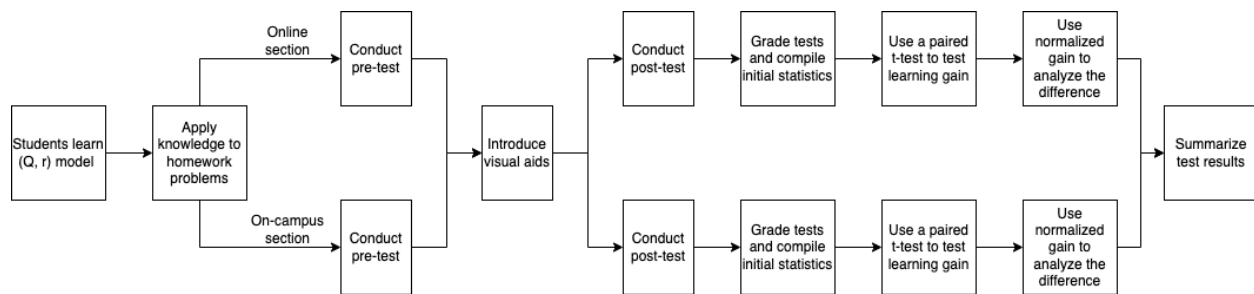 Students learn
(Q, r) model
Apply
knowledge to
homework
problems
Online
section
Conduct
pre-test
On-campus
section
Conduct
pre-test
Introduce
visual aids
Conduct
post-test
Grade tests
and compile
initial statistics
Use a paired
t-test to test
learning gain
Use
normalized
gain to
analyze the
difference
Conduct
post-test
Grade tests
and compile
initial statistics
Use a paired
t-test to test
learning gain
Use
normalized
gain to
analyze the
difference
Summarize
test results